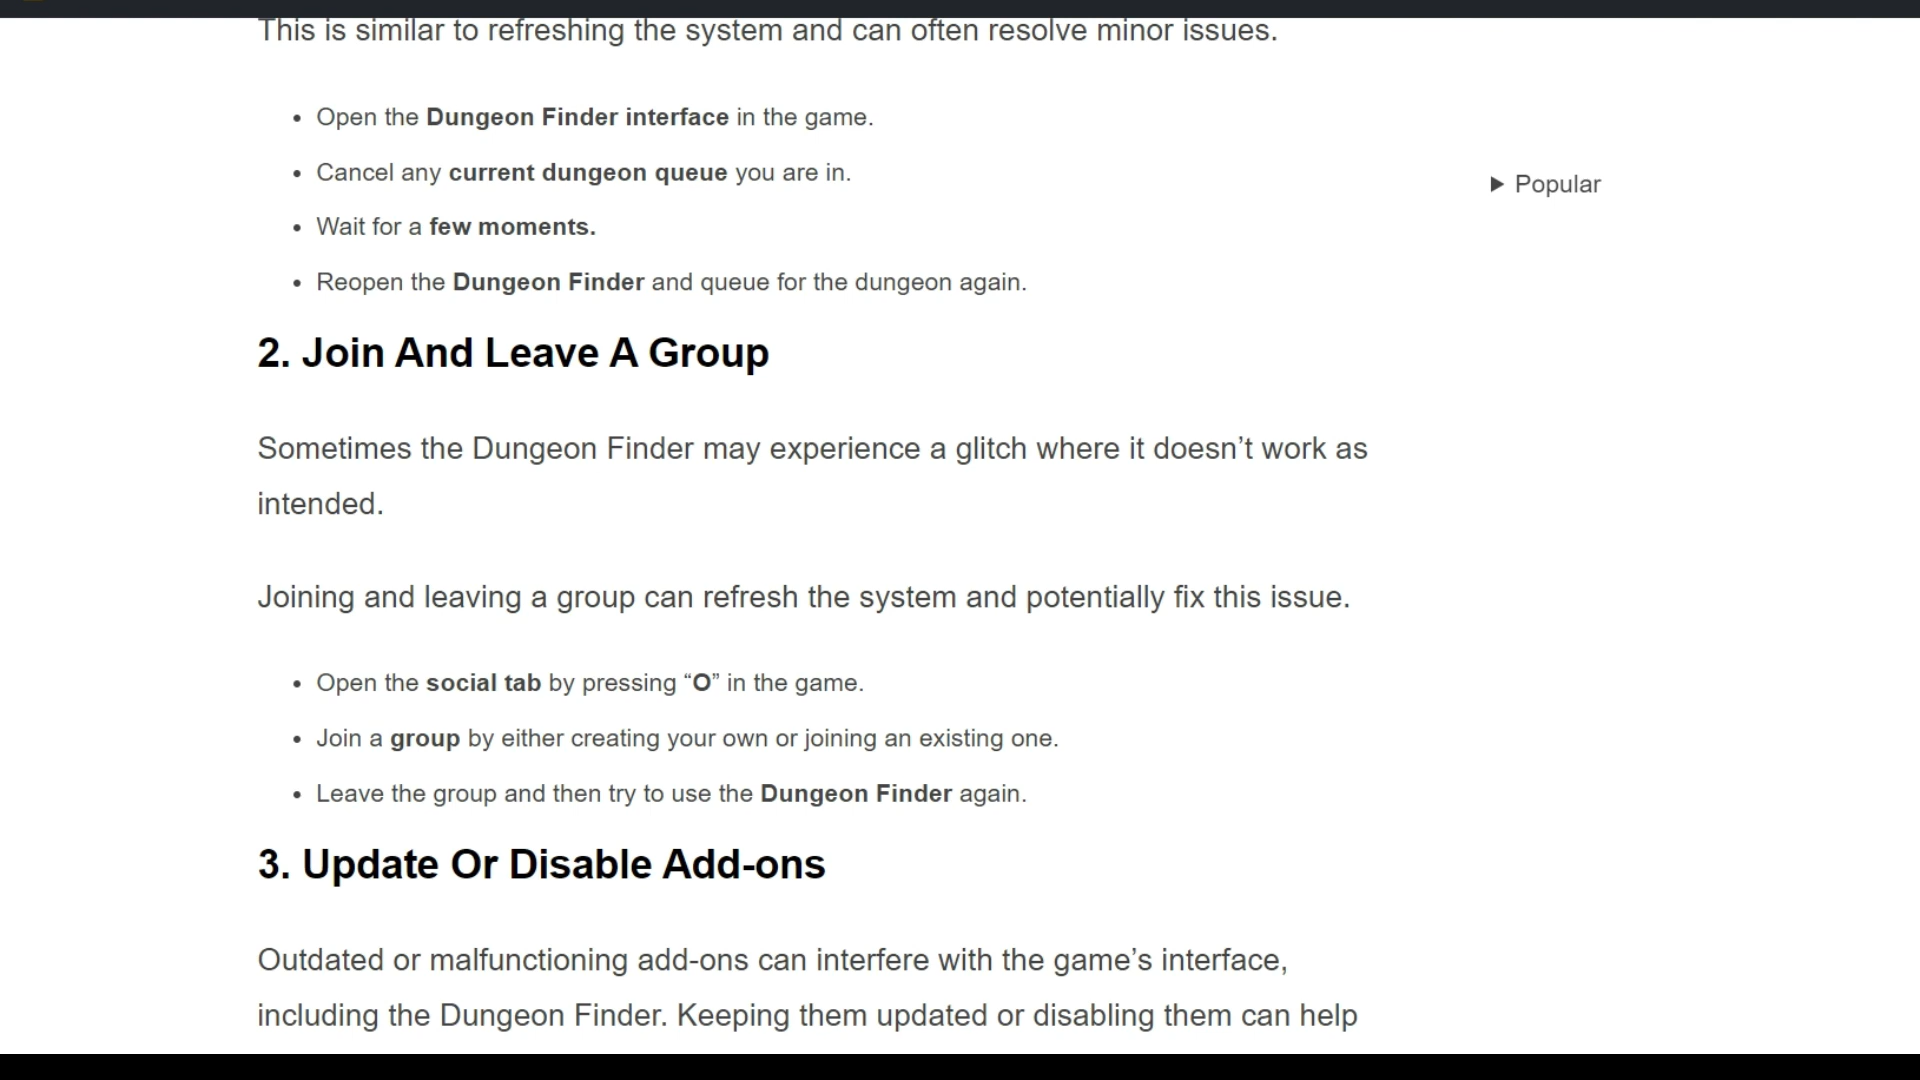 This is similar to refreshing the system and can often resolve minor issues.
• Open the Dungeon Finder interface in the game.
• Cancel any current dungeon queue you are in.
▶ Popular
• Wait for a few moments.
• Reopen the Dungeon Finder and queue for the dungeon again.
2. Join And Leave A Group
Sometimes the Dungeon Finder may experience a glitch where it doesn’t work as
intended.
Joining and leaving a group can refresh the system and potentially fix this issue.
• Open the social tab by pressing “O” in the game.
• Join a group by either creating your own or joining an existing one.
• Leave the group and then try to use the Dungeon Finder again.
3. Update Or Disable Add-ons
Outdated or malfunctioning add-ons can interfere with the game’s interface,
including the Dungeon Finder. Keeping them updated or disabling them can help